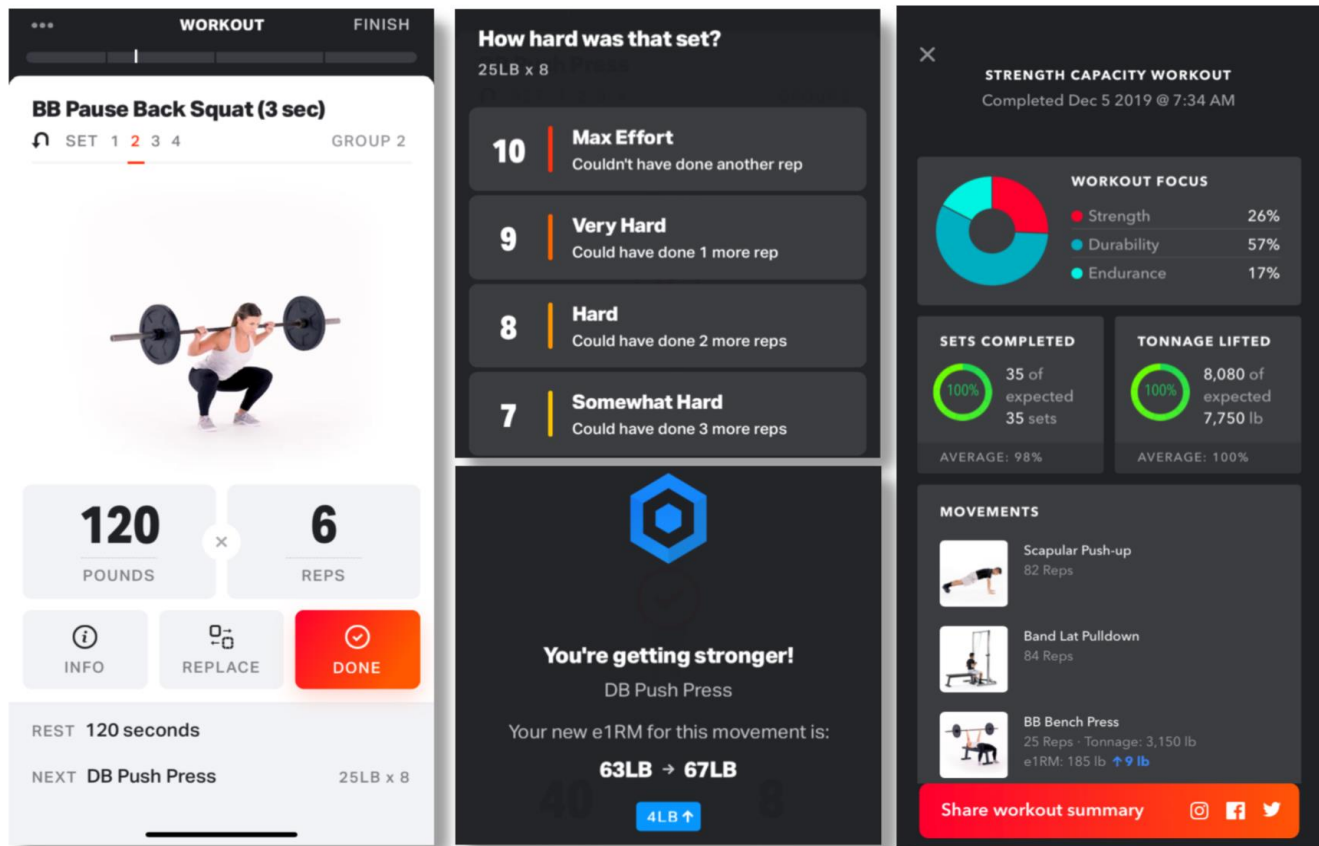 WORKOUT
FINISH
BB Pause Back Squat (3 sec)
SET 1 2 3 4
GROUP 2
120
POUNDS
×
6
REPS
INFO
REPLACE
DONE
REST 120 seconds
NEXT DB Push Press
25LB x 8
How hard was that set?
25LB x 8
10
Max Effort
Couldn't have done another rep
9
Very Hard
Could have done 1 more rep
8
Hard
Could have done 2 more reps
7
Somewhat Hard
Could have done 3 more reps
You're getting stronger!
DB Push Press
Your new e1RM for this movement is:
63LB → 67LB
40
8
4LB ↑
STRENGTH CAPACITY WORKOUT
Completed Dec 5 2019 @ 7:34 AM
WORKOUT FOCUS
Strength 26%
Durability 57%
Endurance 17%
SETS COMPLETED
100%
35 of
expected
35 sets
AVERAGE: 98%
TONNAGE LIFTED
100%
8,080 of
expected
7,750 lb
AVERAGE: 100%
MOVEMENTS
Scapular Push-up
82 Reps
Band Lat Pulldown
84 Reps
BB Bench Press
25 Reps · Tonnage: 3,150 lb
e1RM: 185 lb ↑ 9 lb
Share workout summary